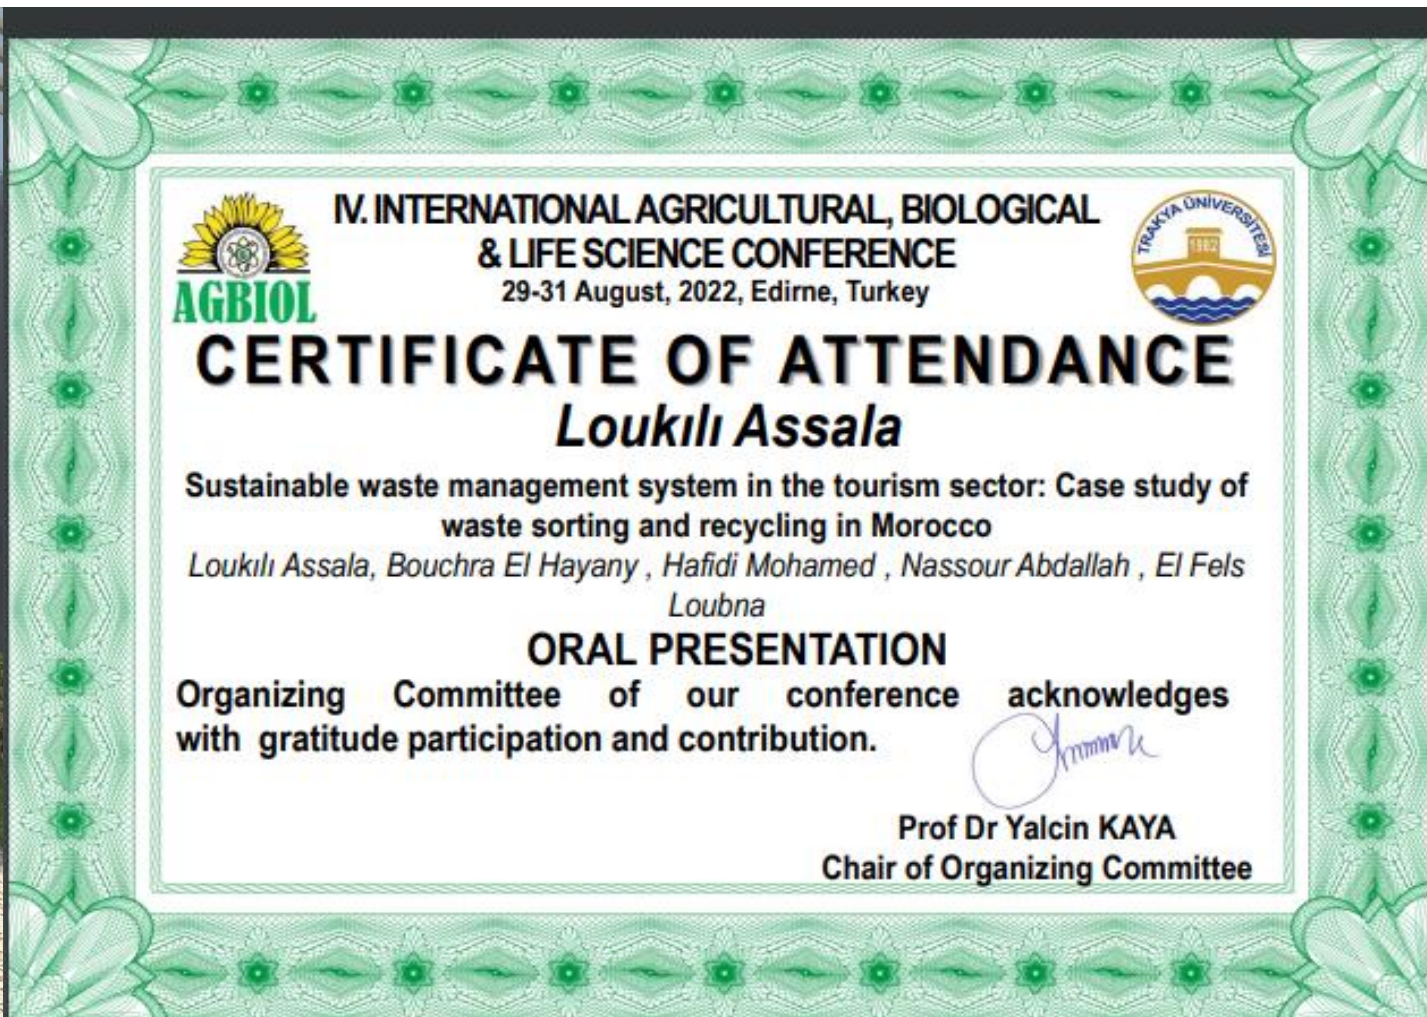 IV. INTERNATIONAL AGRICULTURAL, BIOLOGICAL
& LIFE SCIENCE CONFERENCE
29-31 August, 2022, Edirne, Turkey
AGBIOL
TRAKYA ÜNİVERSİTESİ
1982
CERTIFICATE OF ATTENDANCE
Loukılı Assala
Sustainable waste management system in the tourism sector: Case study of
waste sorting and recycling in Morocco
Loukılı Assala, Bouchra El Hayany , Hafidi Mohamed , Nassour Abdallah , El Fels
Loubna
ORAL PRESENTATION
Organizing Committee of our conference acknowledges
with gratitude participation and contribution.
Prof Dr Yalcin KAYA
Chair of Organizing Committee